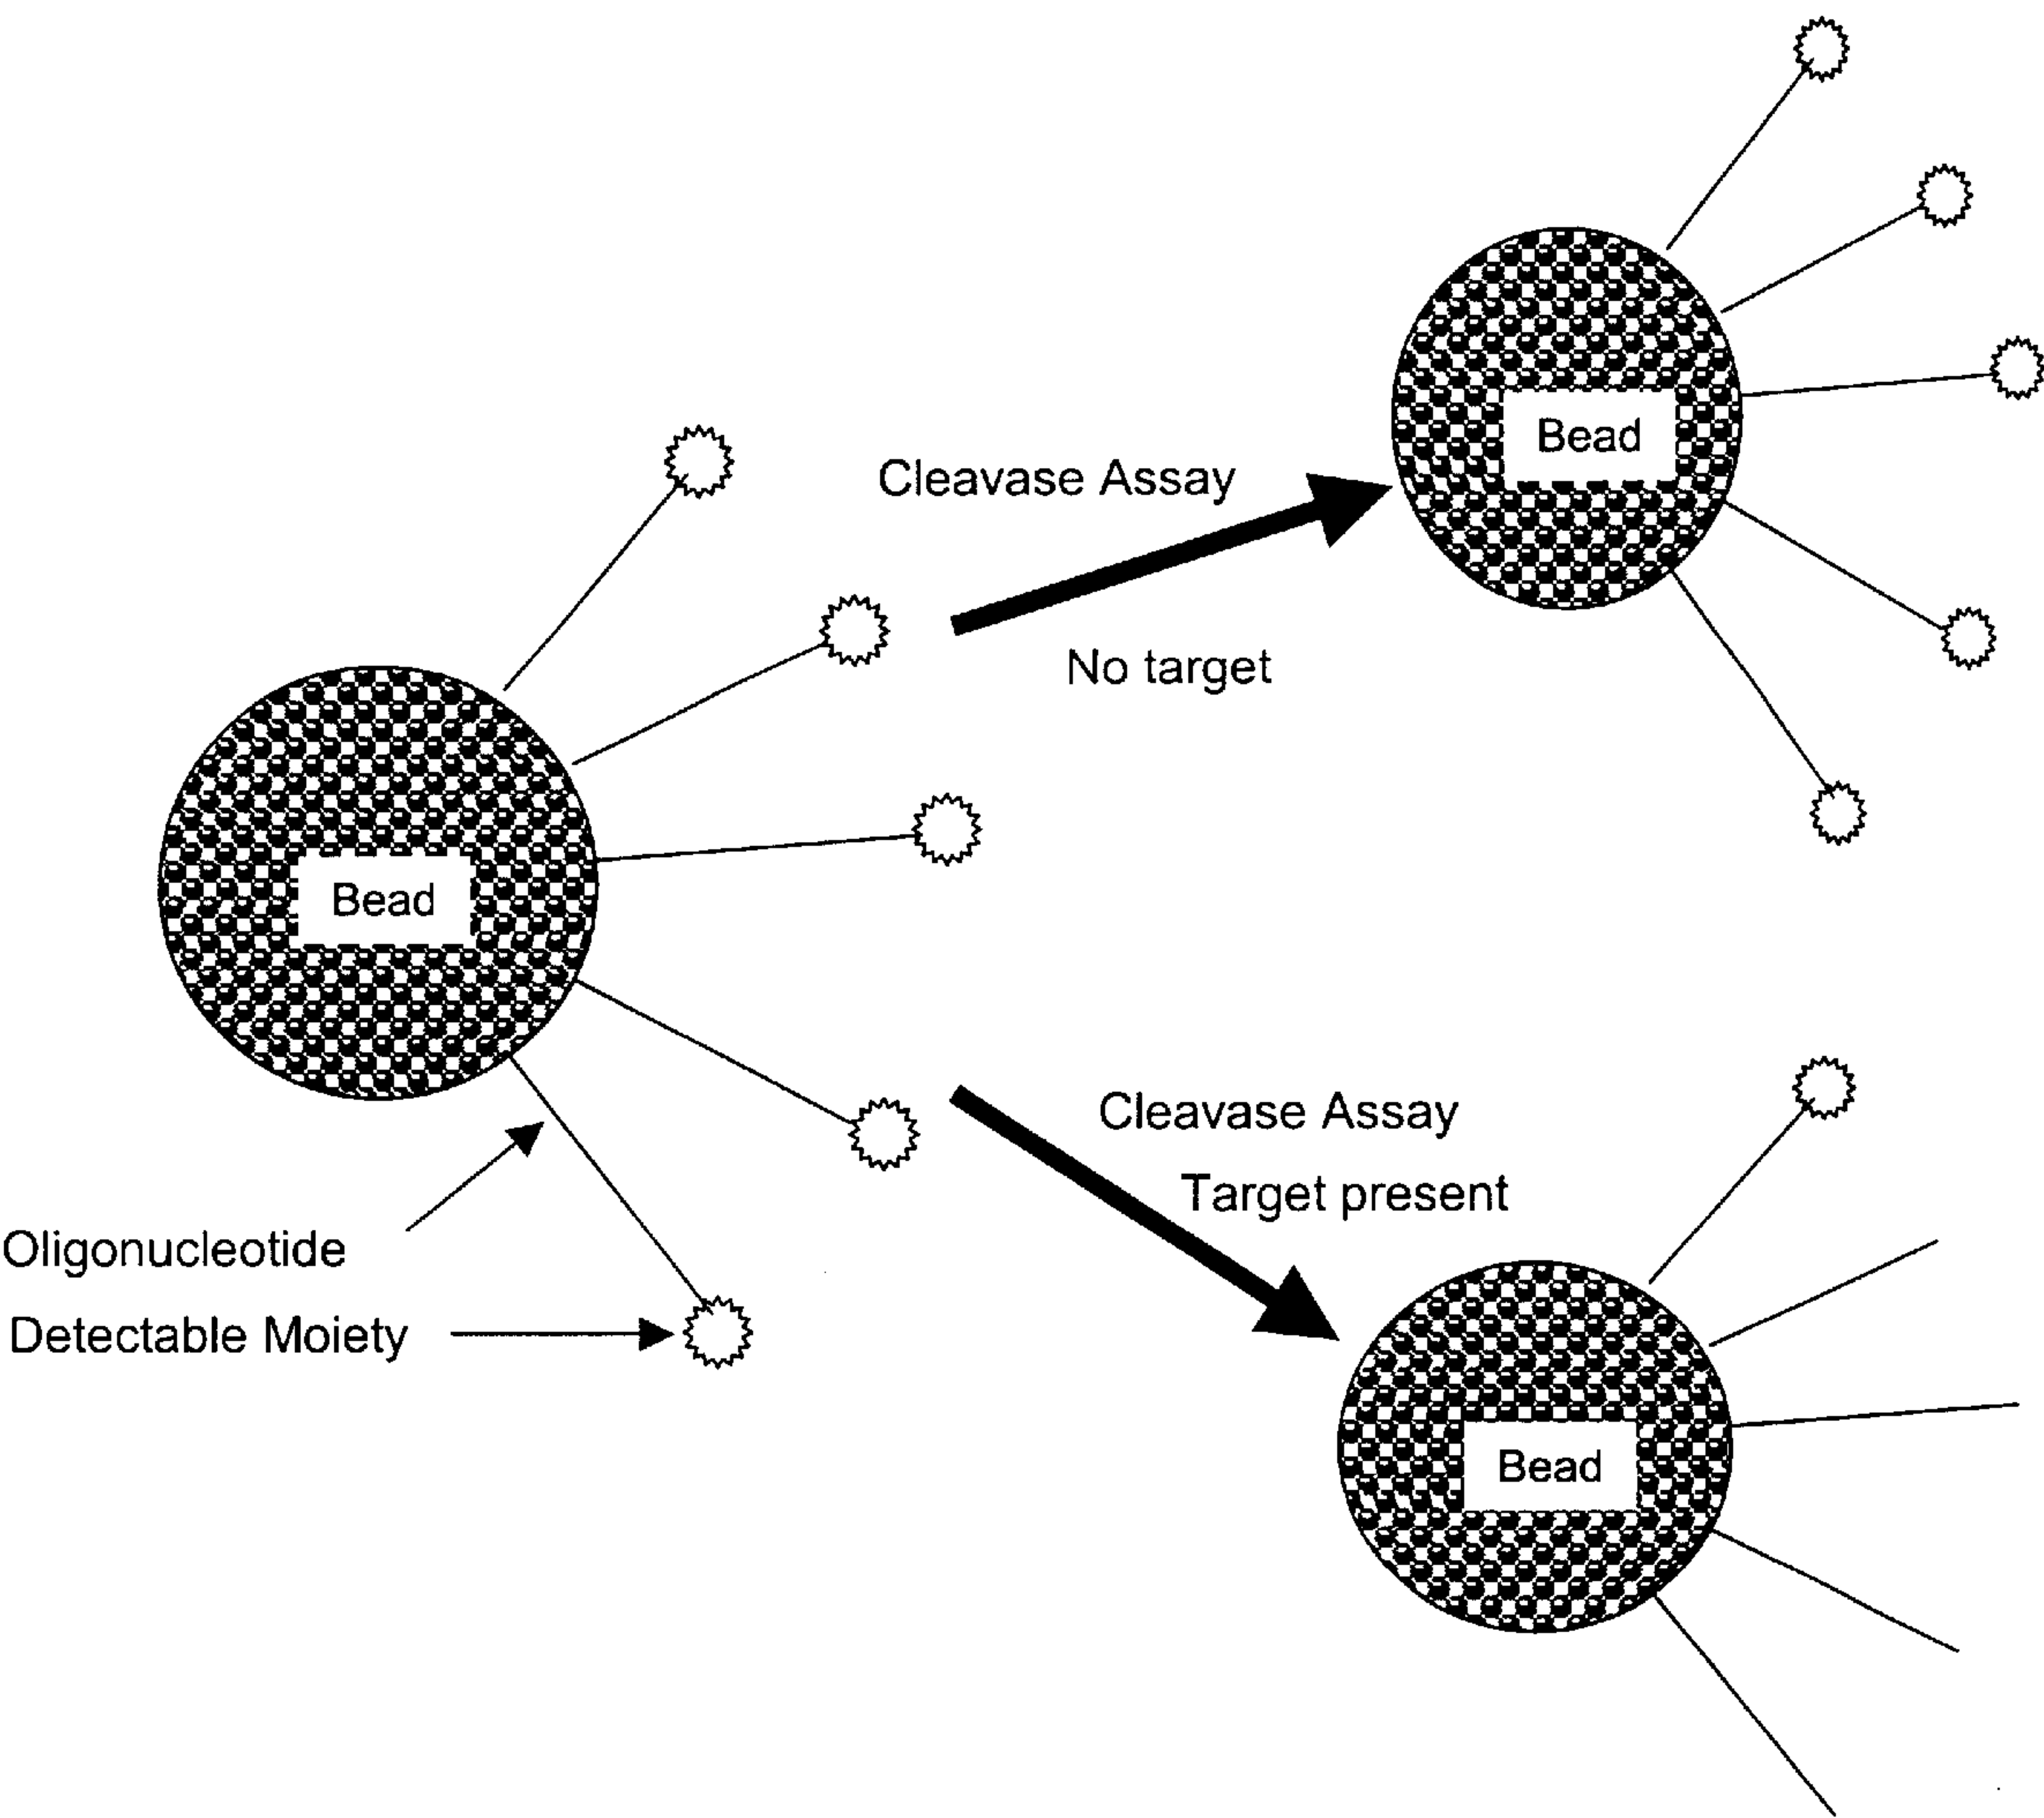 Bead
Cleavase Assay
No target
Bead
Cleavase Assay
Target present
Oligonucleotide
Detectable Moiety
Bead